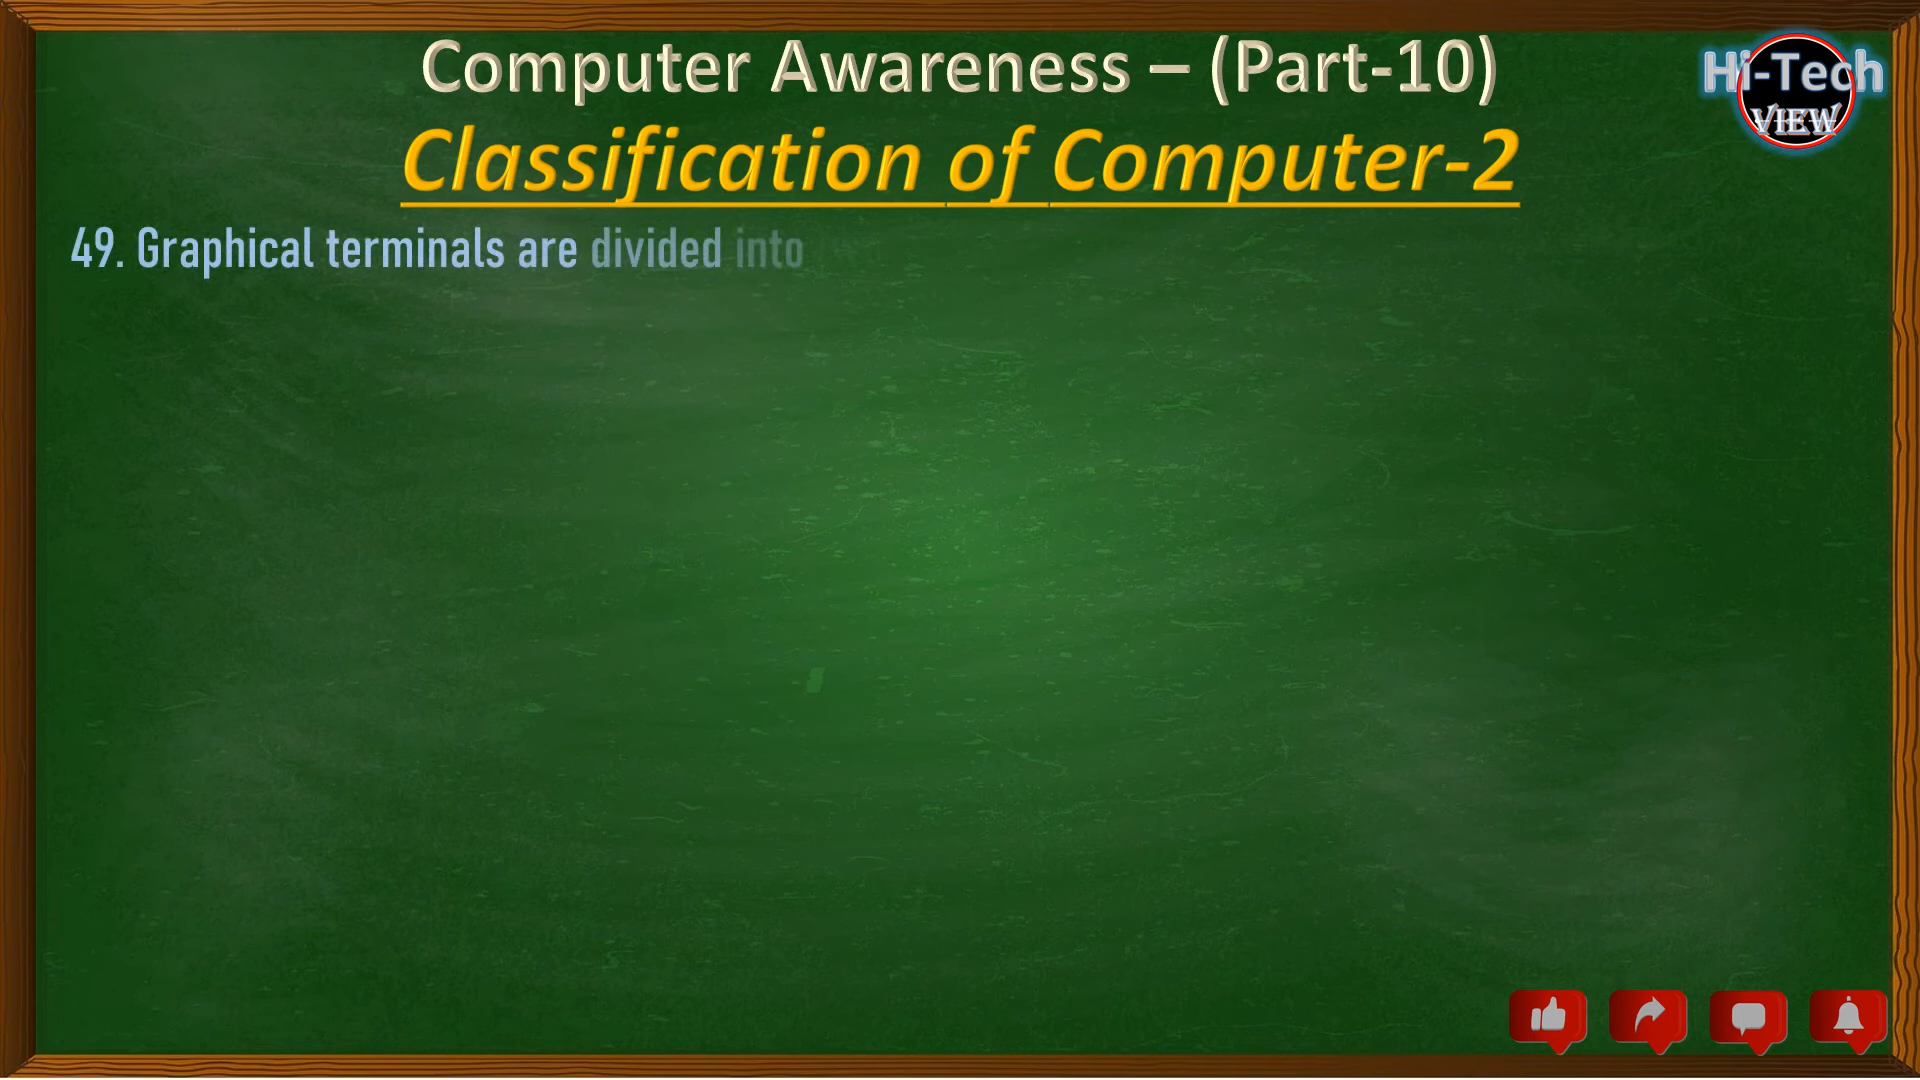 Computer Awareness – (Part-10)
Hi-Tech
VIEW
Classification of Computer-2
49. Graphical terminals are divided into